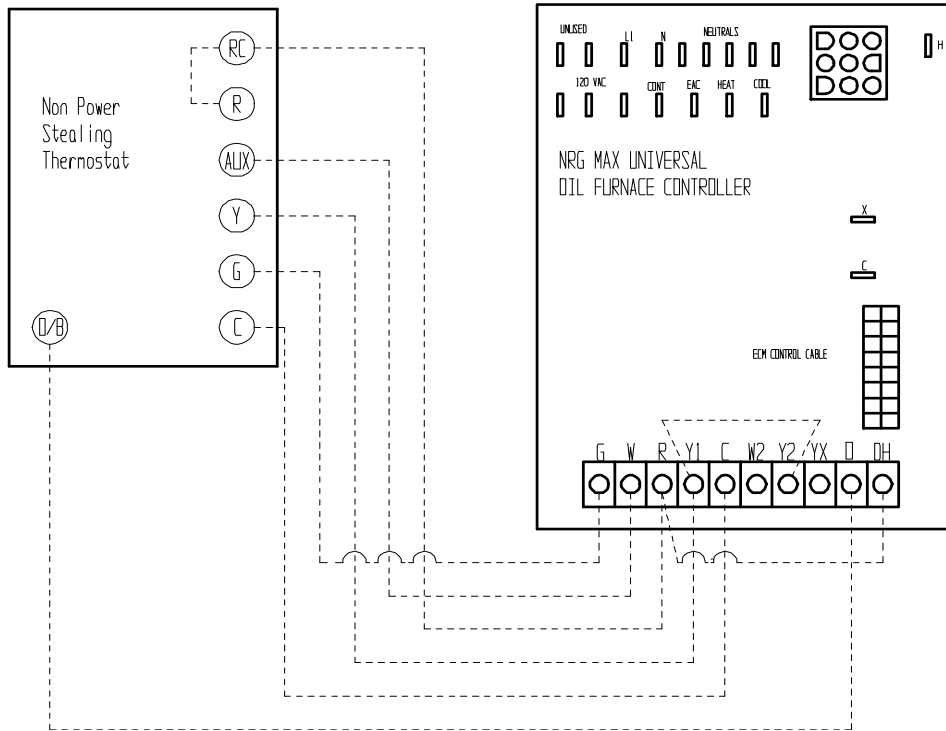 RC
R
Non Power
Stealing
Thermostat
AUX
Y
G
O/B
C
UNUSED L1 N NEUTRALS
H
120 VAC CONT EAC HEAT COOL
NRG MAX UNIVERSAL
OIL FURNACE CONTROLLER
X
C
ECM CONTROL CABLE
G W R Y1 C W2 Y2 YX O DH